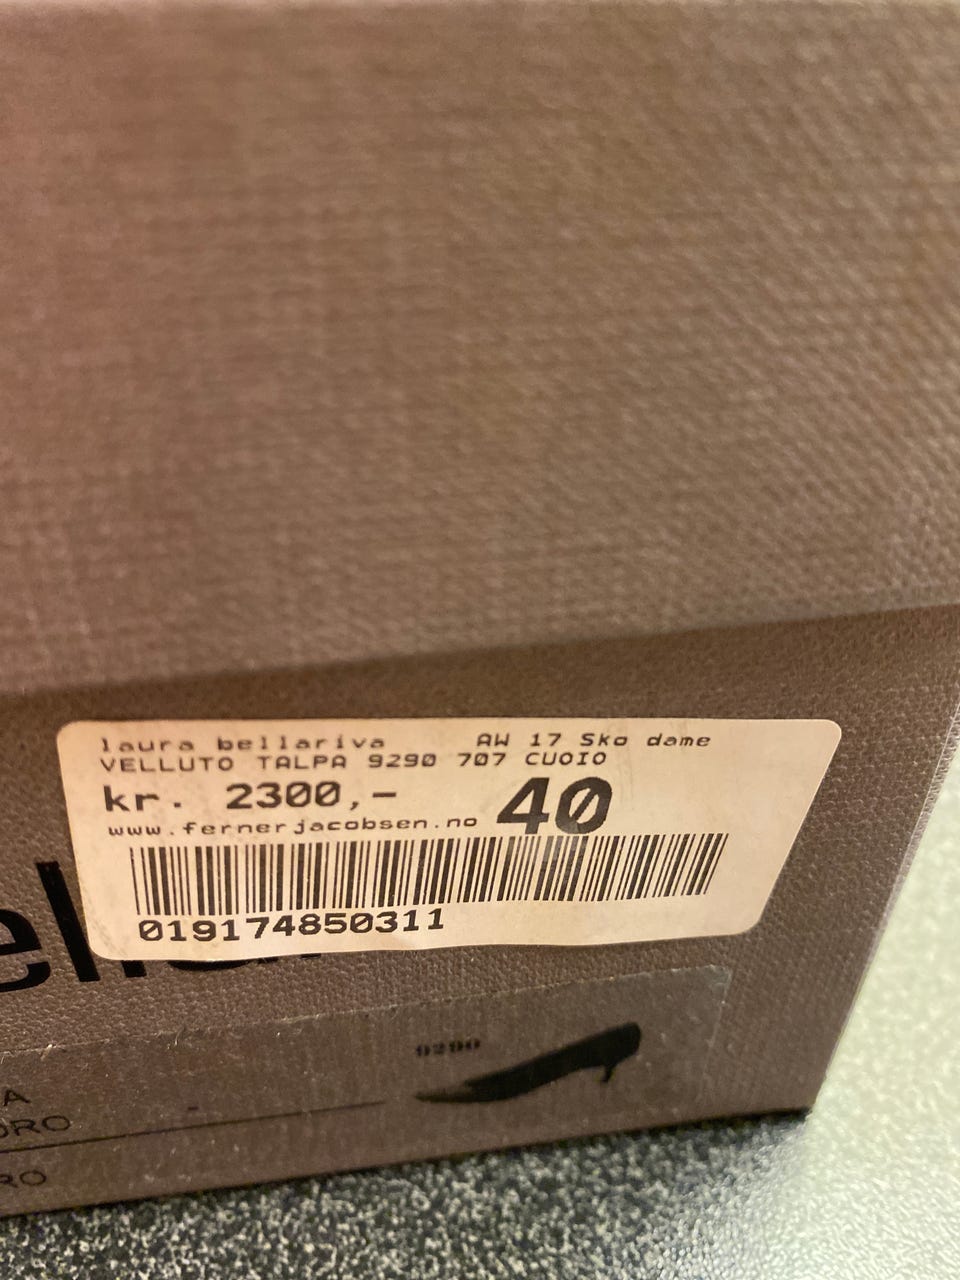 laura bellariva AW 17 Sko dame
VELLUTO TALPA 9290 707 CUOIO
kr. 2300,- 40
www.fernerjacobsen.no
019174850311
9290